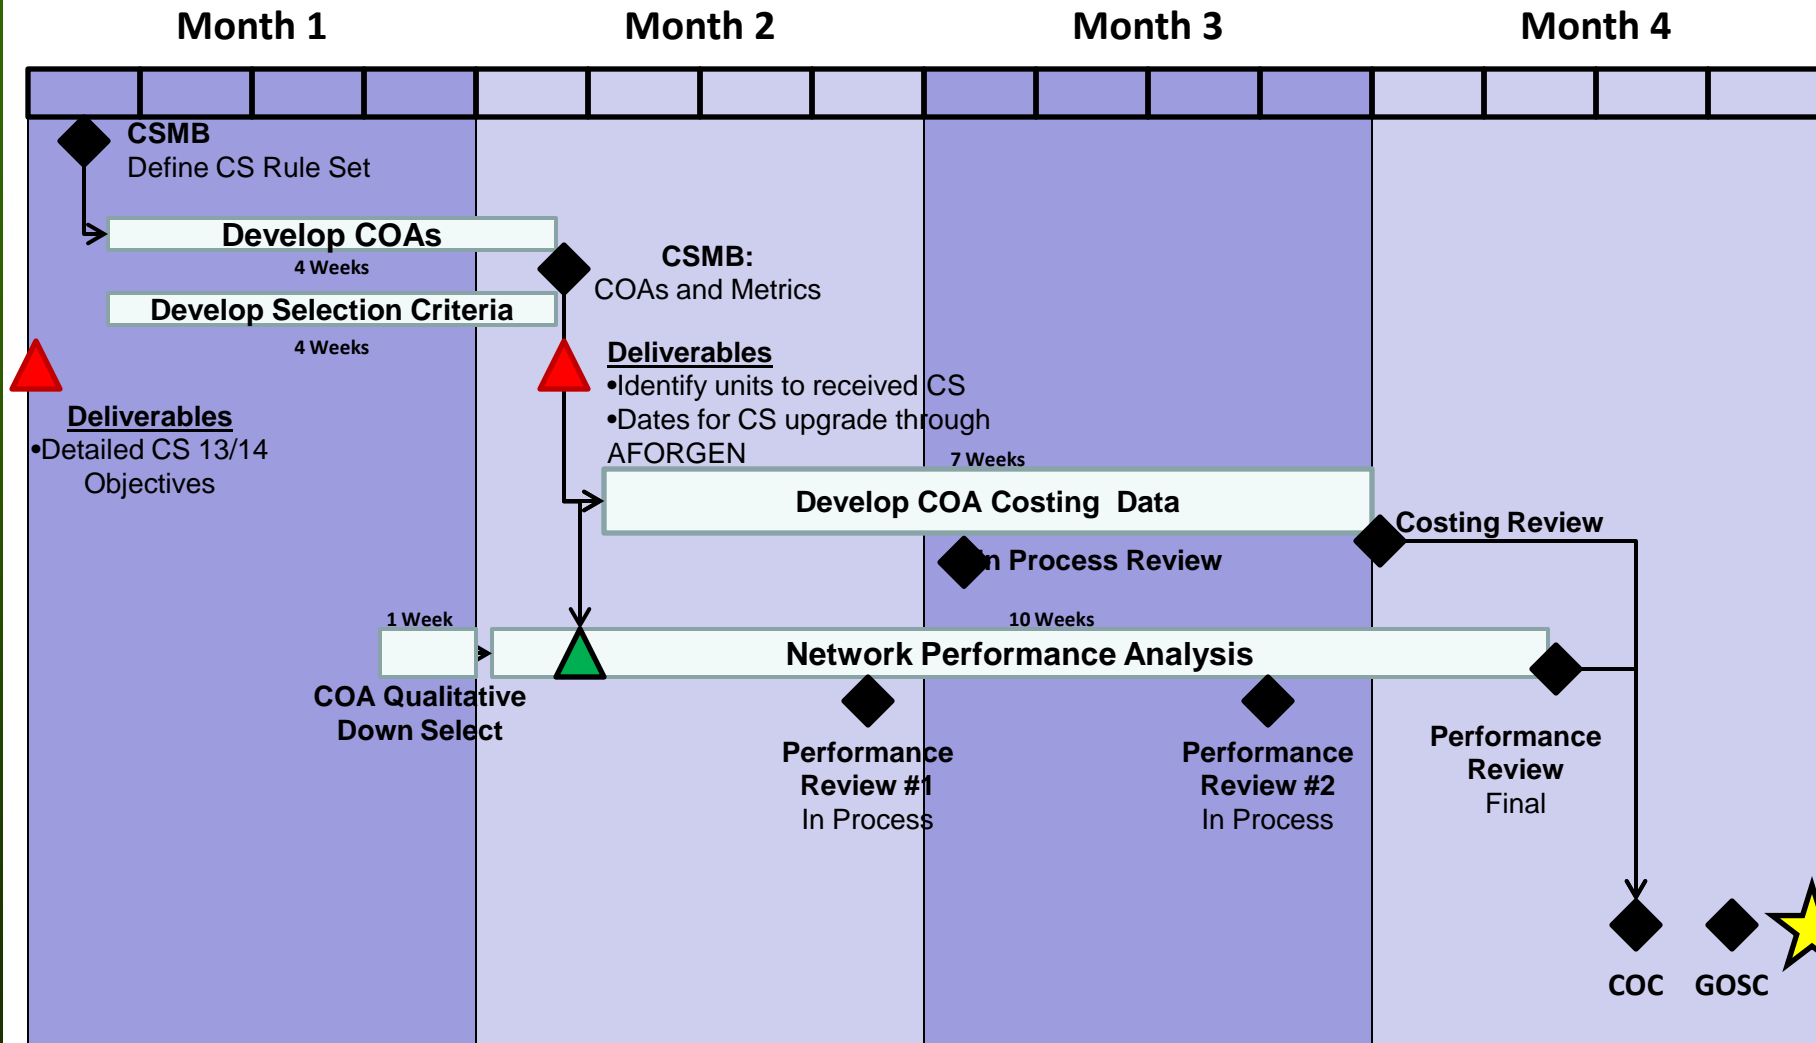 Month 1
Month 2
Month 3
Month 4
CSMB
Define CS Rule Set
Develop COAs
4 Weeks
CSMB:
COAs and Metrics
Develop Selection Criteria
4 Weeks
Deliverables
•Identify units to received CS
•Dates for CS upgrade through
AFORGEN
Deliverables
•Detailed CS 13/14
Objectives
7 Weeks
Develop COA Costing Data
Costing Review
In Process Review
1 Week
10 Weeks
Network Performance Analysis
COA Qualitative
Down Select
Performance
Review #1
In Process
Performance
Review #2
In Process
Performance
Review
Final
COC
GOSC